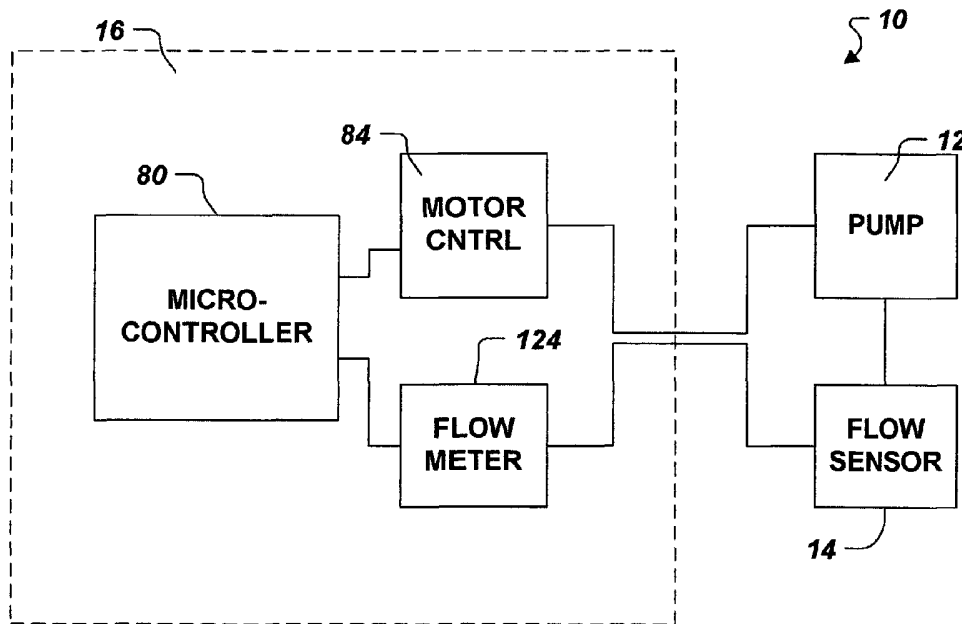 16
10
84
12
80
MOTOR
CNTRL
PUMP
MICRO-
CONTROLLER
124
FLOW
METER
FLOW
SENSOR
14